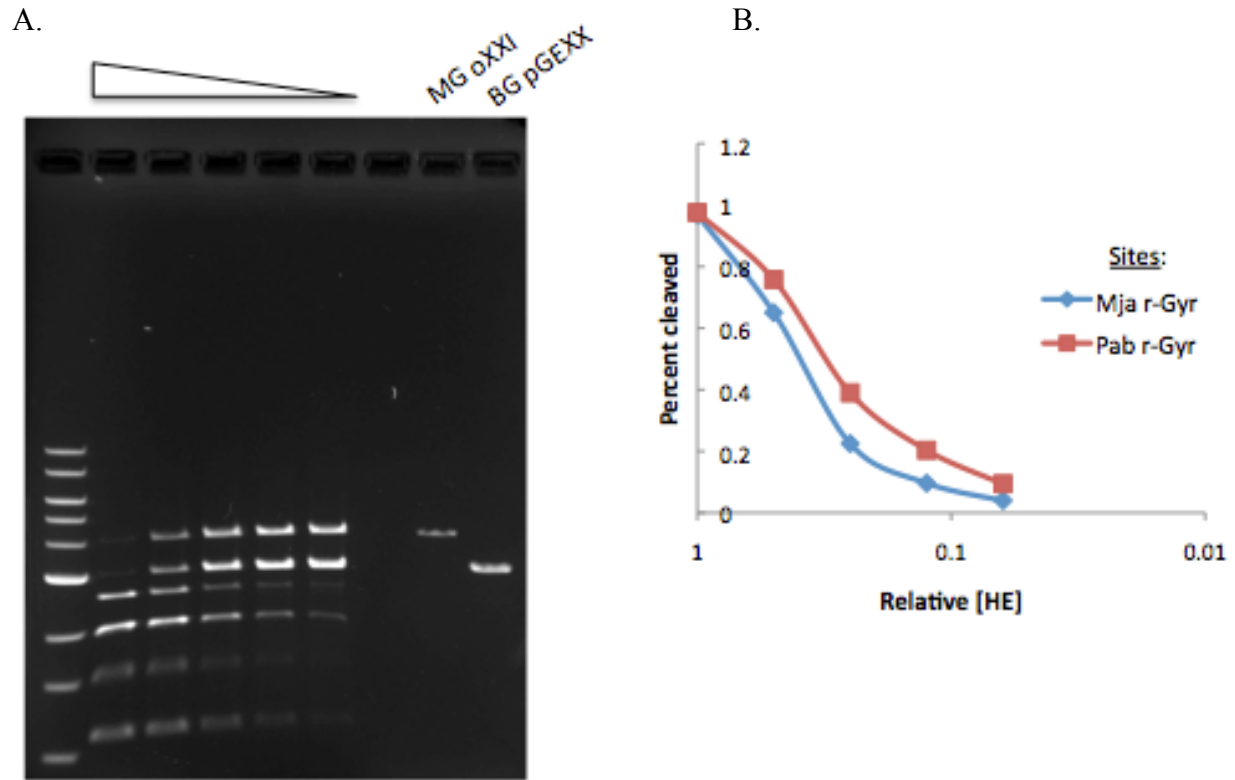 A.
MG oXXI
BG pGEXX
B.
1.2
1
0.8
0.6
0.4
0.2
0
1
0.1
0.01
Percent cleaved
Relative [HE]
Sites:
Mja r-Gyr
Pab r-Gyr